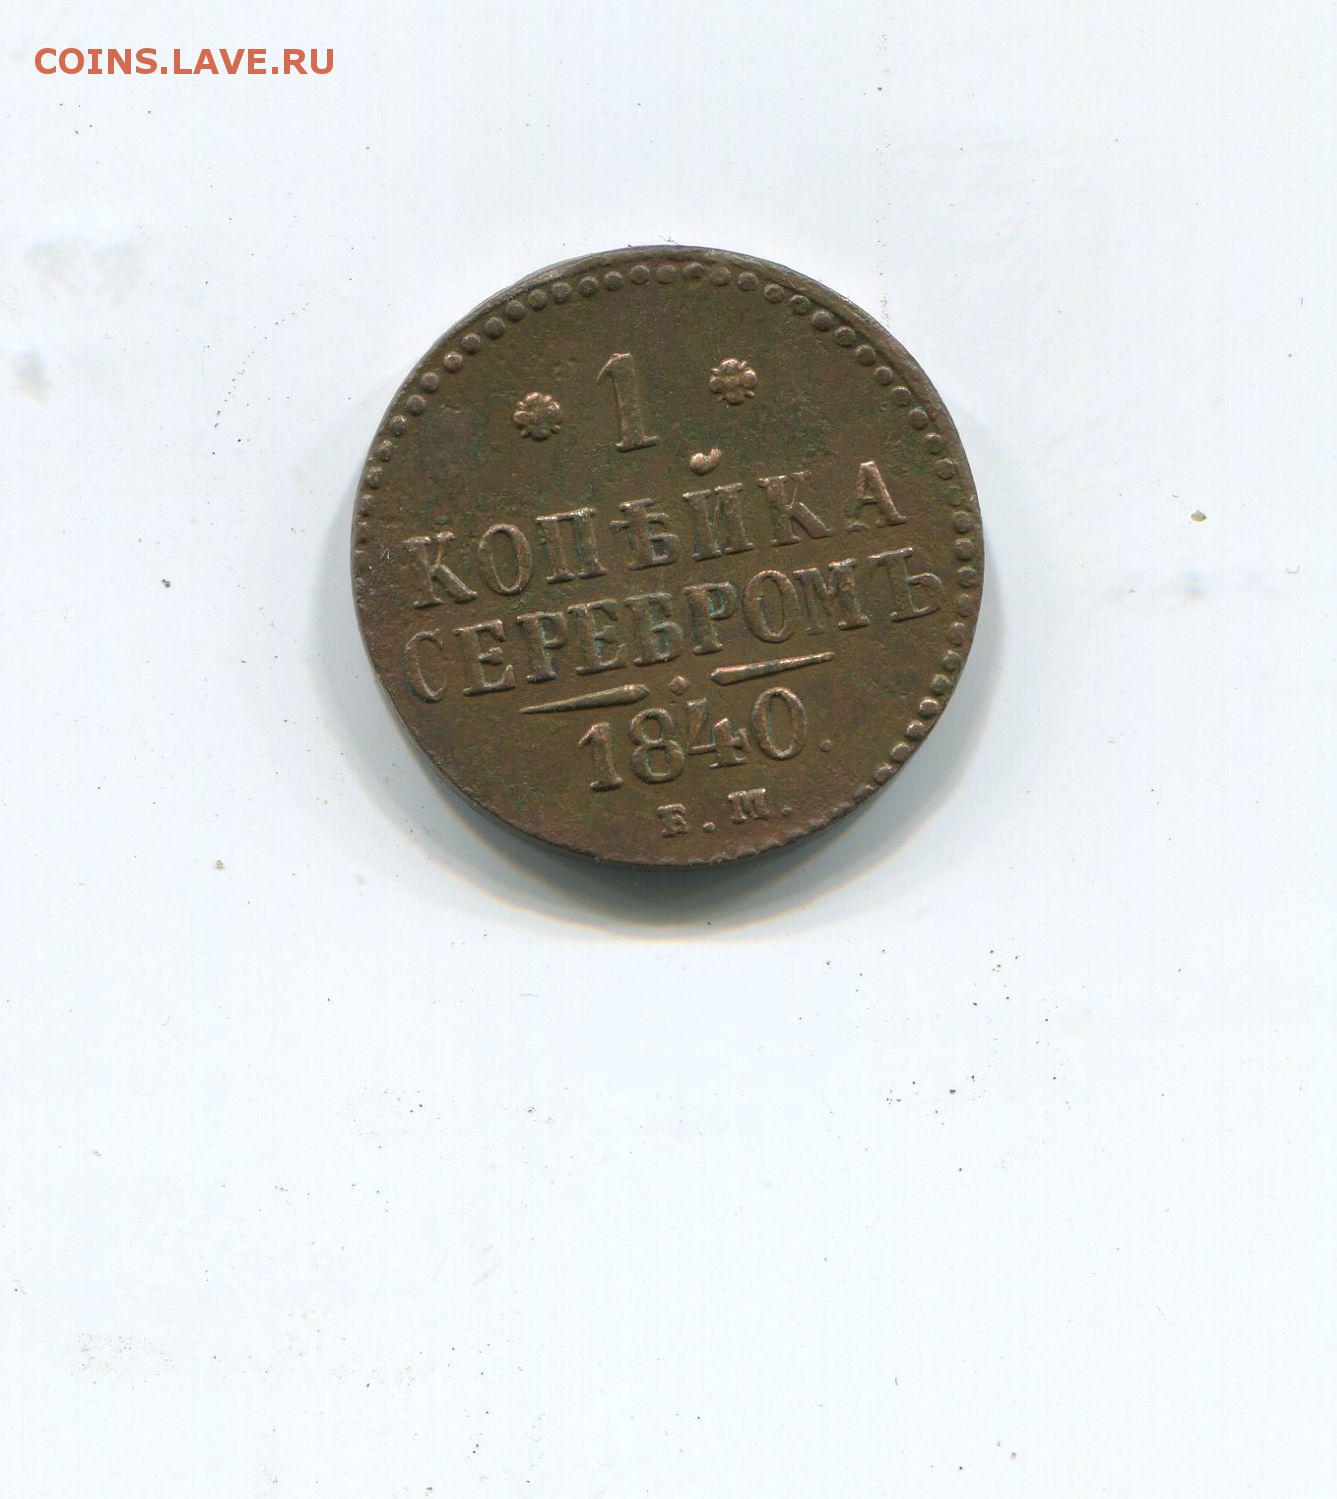 COINS.LAVE.RU
1
КОПѢЙКА
СЕРЕБРОМЪ
1840.
Е.М.